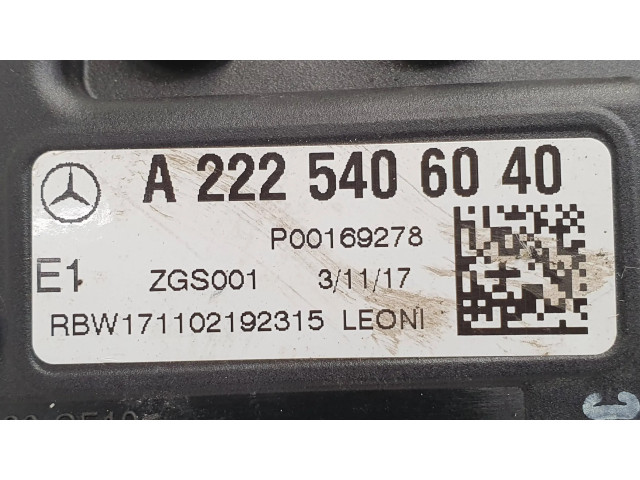 A 222 540 60 40
P00169278
E1 ZGS001 3/11/17
RBW171102192315 LEONI